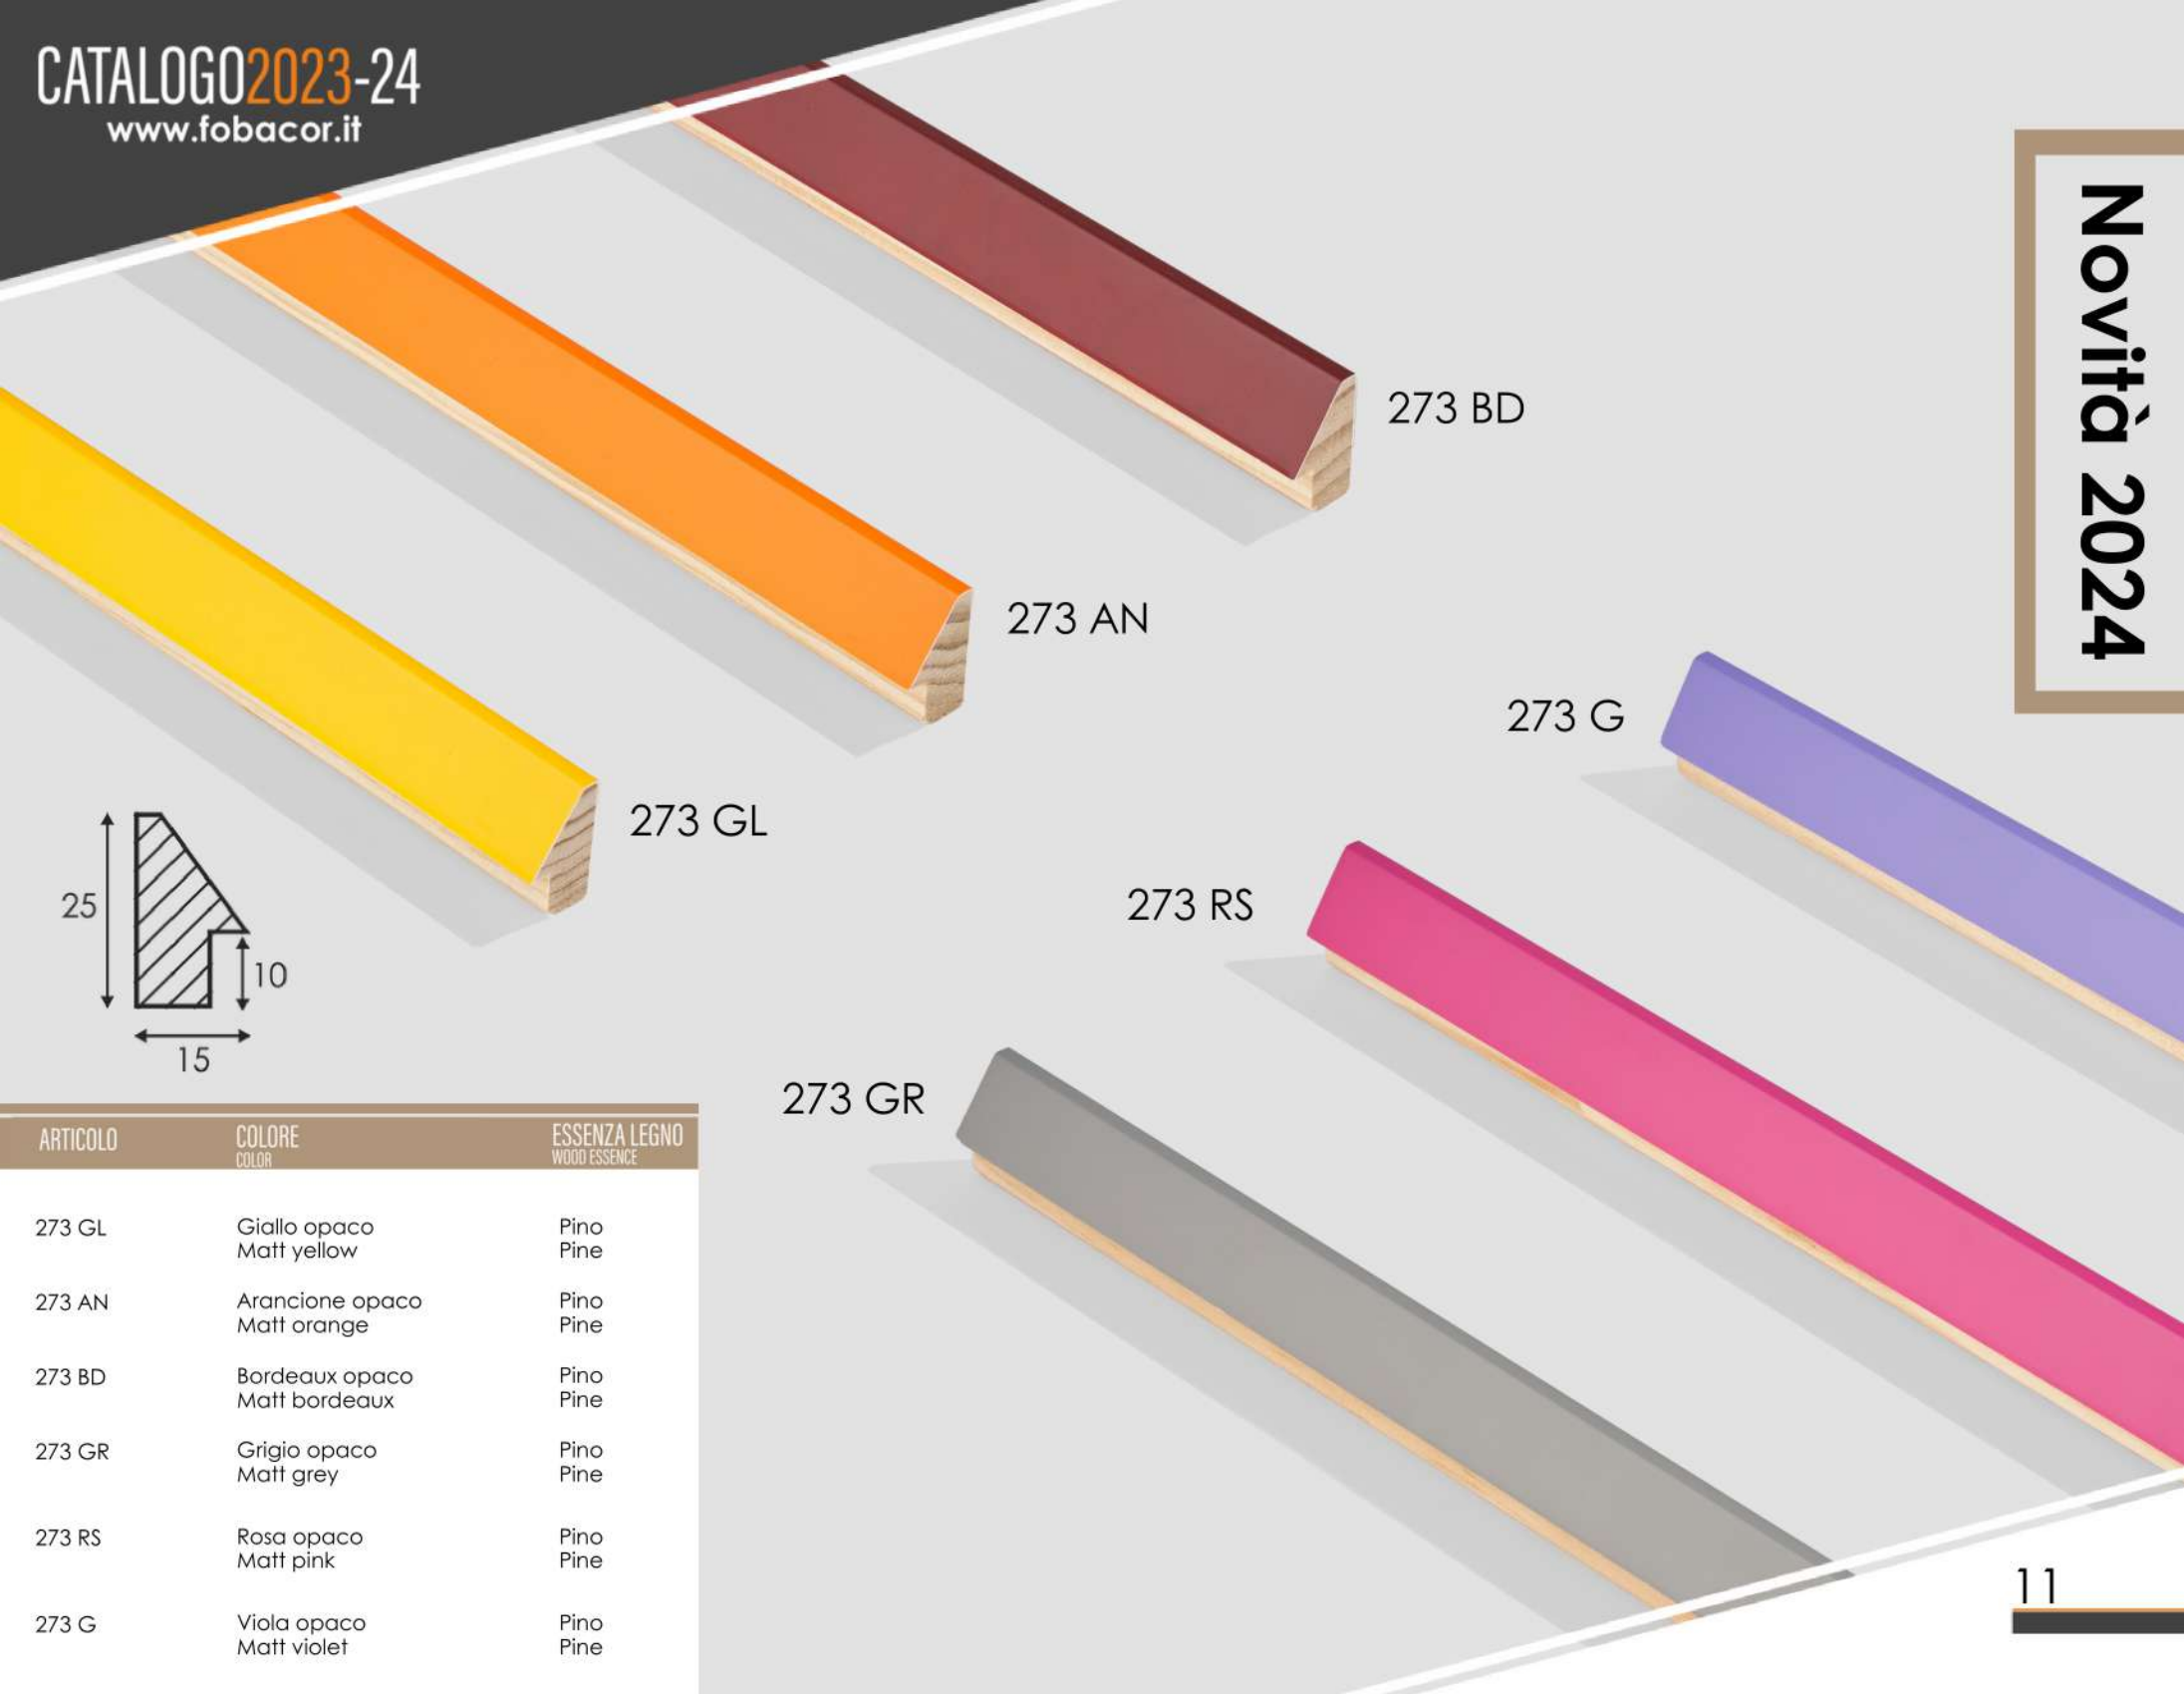 CATALOGO2023-24
www.fobacor.it
Novità 2024
273 BD
273 AN
273 GL
273 G
273 RS
273 GR
25
10
15
ARTICOLO COLORE ESSENZA LEGNO
COLOR WOOD ESSENCE
273 GL Giallo opaco Pino
Matt yellow Pine
273 AN Arancione opaco Pino
Matt orange Pine
273 BD Bordeaux opaco Pino
Matt bordeaux Pine
273 GR Grigio opaco Pino
Matt grey Pine
273 RS Rosa opaco Pino
Matt pink Pine
273 G Viola opaco Pino
Matt violet Pine
11